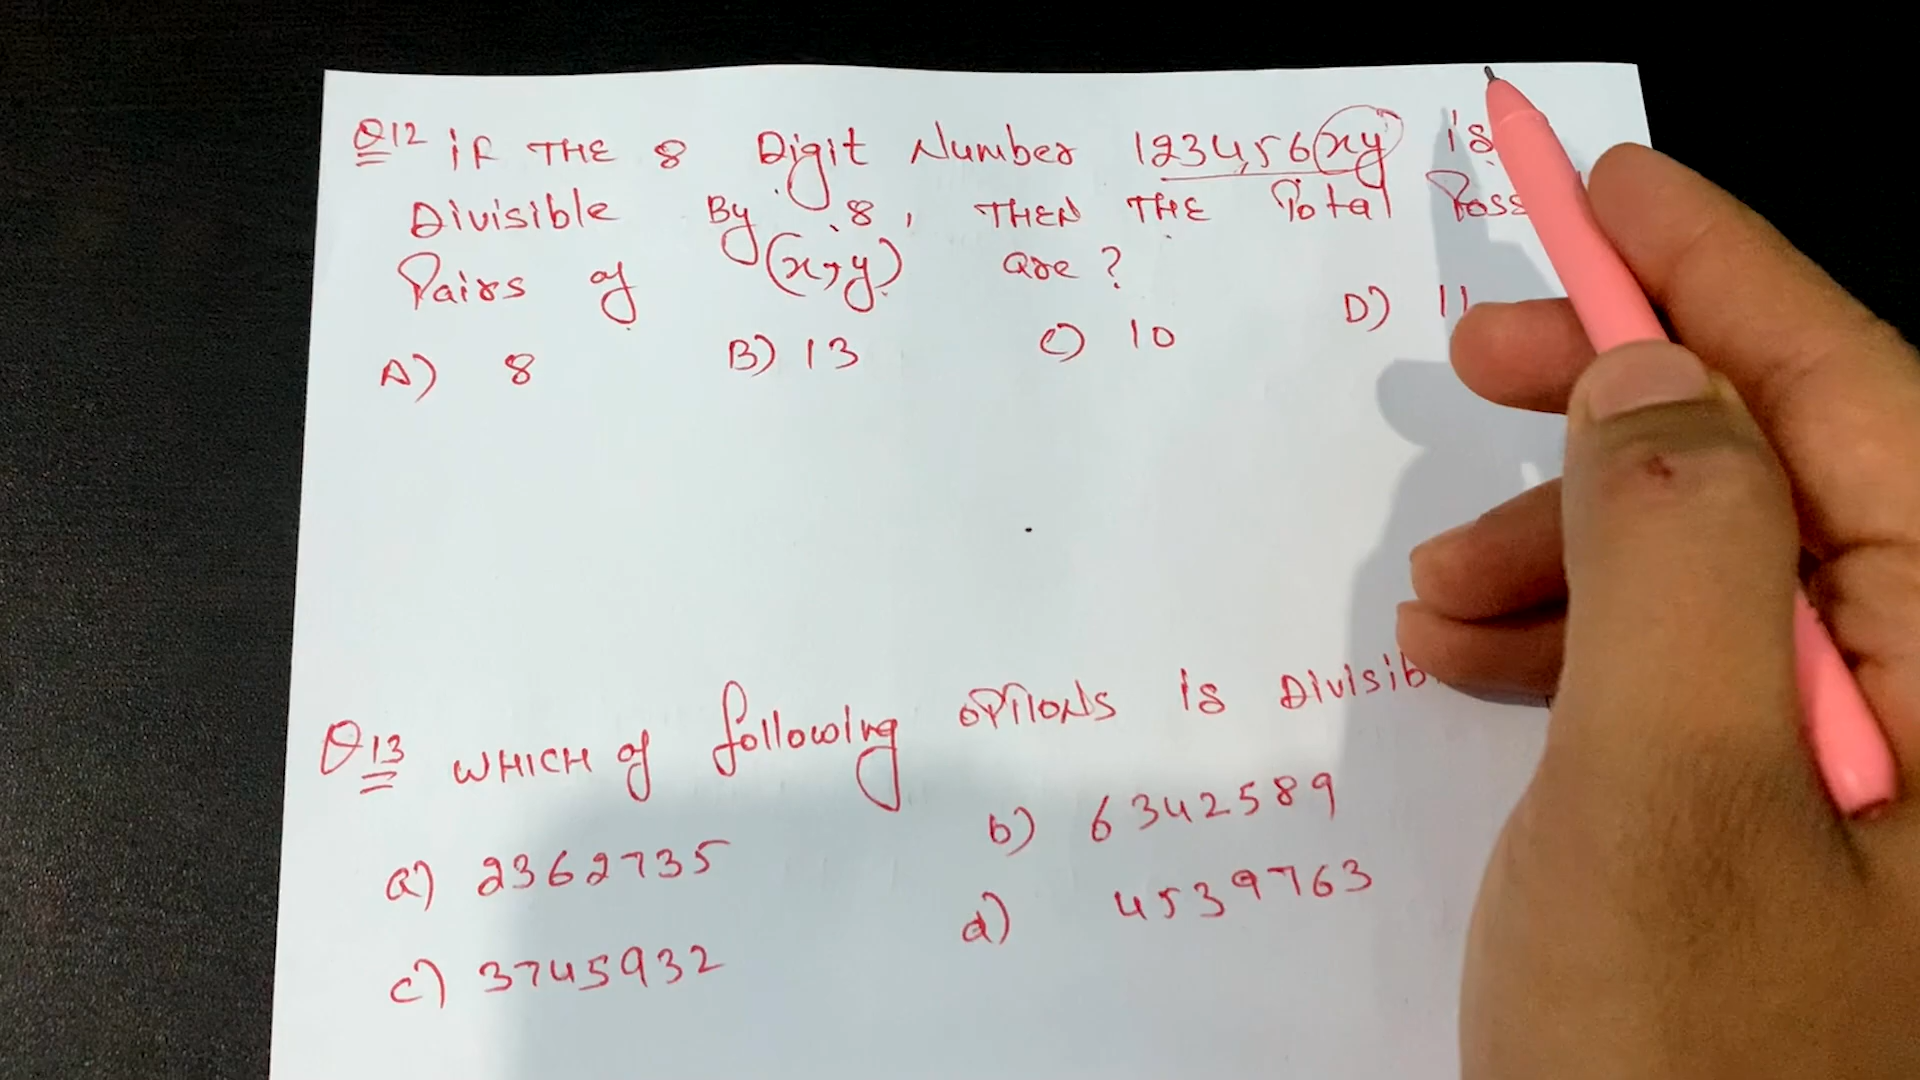 Q12 if THE 8 Digit Number 123456xy is
Divisible By 8, THEN THE Total Poss
Pairs of (x,y) are?
A) 8 B) 13 C) 10 D) 11
Q13 WHICH of following OPTIONS is Divisib
a) 2362735 b) 6342589
c) 3745932 d) 4539763